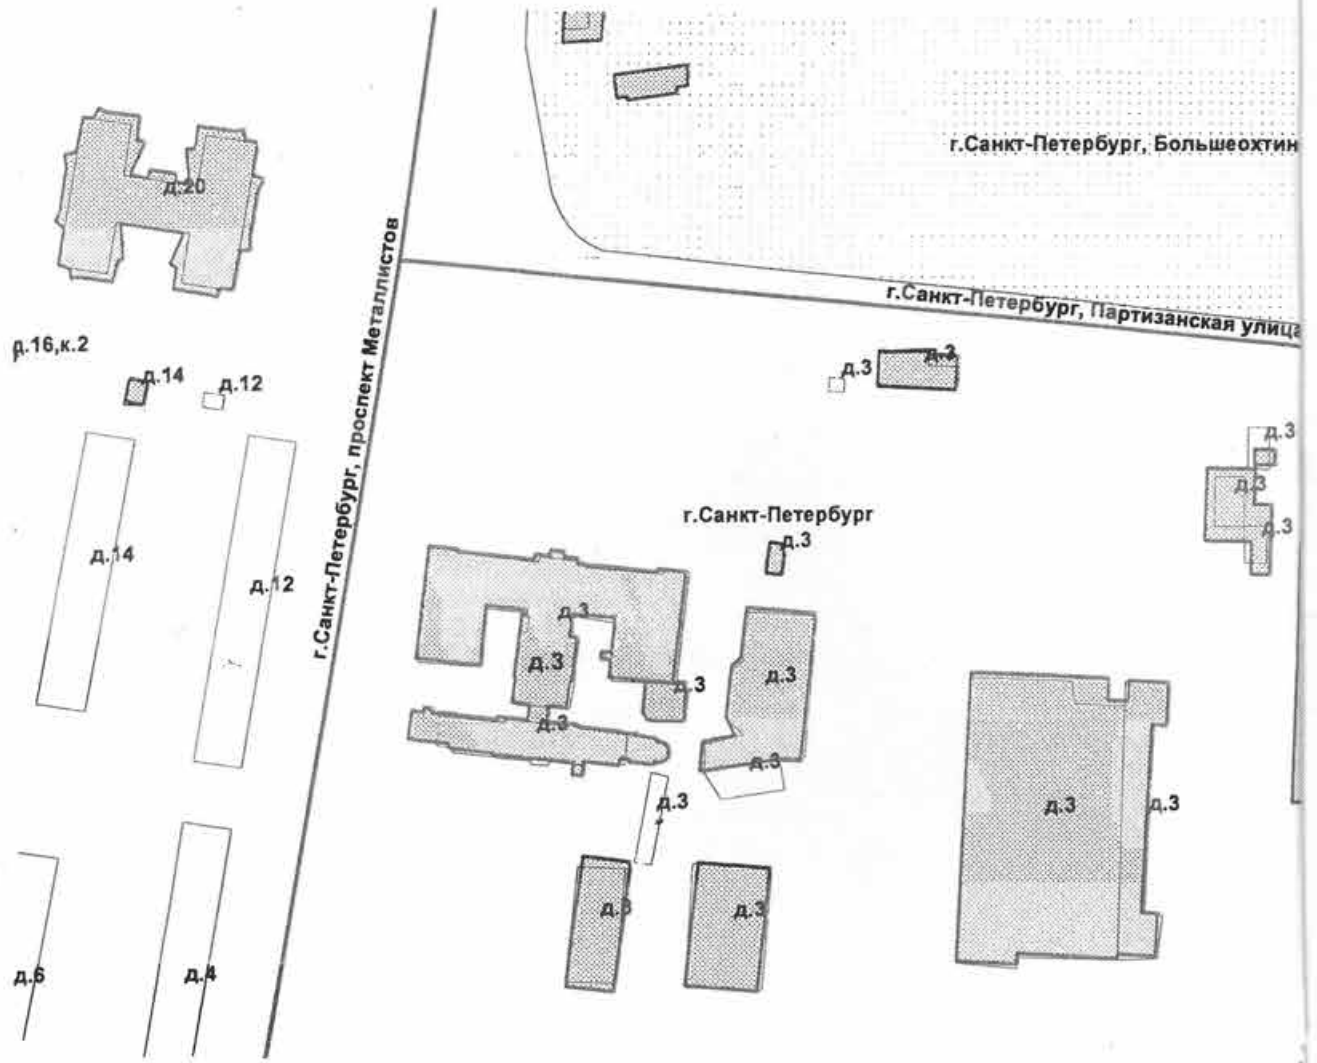 г.Санкт-Петербург, Большеохтин
д.20
г.Санкт-Петербург, проспект Металлистов
г.Санкт-Петербург, Партизанская улица
д.16,к.2
д.14
д.12
д.3
д.3
д.3
д.3
д.3
г.Санкт-Петербург
д.3
д.14
д.12
д.3
д.3
д.3
д.3
д.3
д.3
д.3
д.3
д.3
д.3
д.3
д.6
д.4